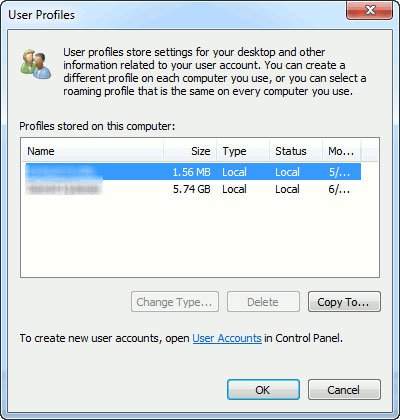 User Profiles
User profiles store settings for your desktop and other
information related to your user account. You can create a
different profile on each computer you use, or you can select a
roaming profile that is the same on every computer you use.
Profiles stored on this computer:
Name Size Type Status Mo...
1.56 MB Local Local 5/...
5.74 GB Local Local 6/...
Change Type... Delete Copy To...
To create new user accounts, open User Accounts in Control Panel.
OK Cancel